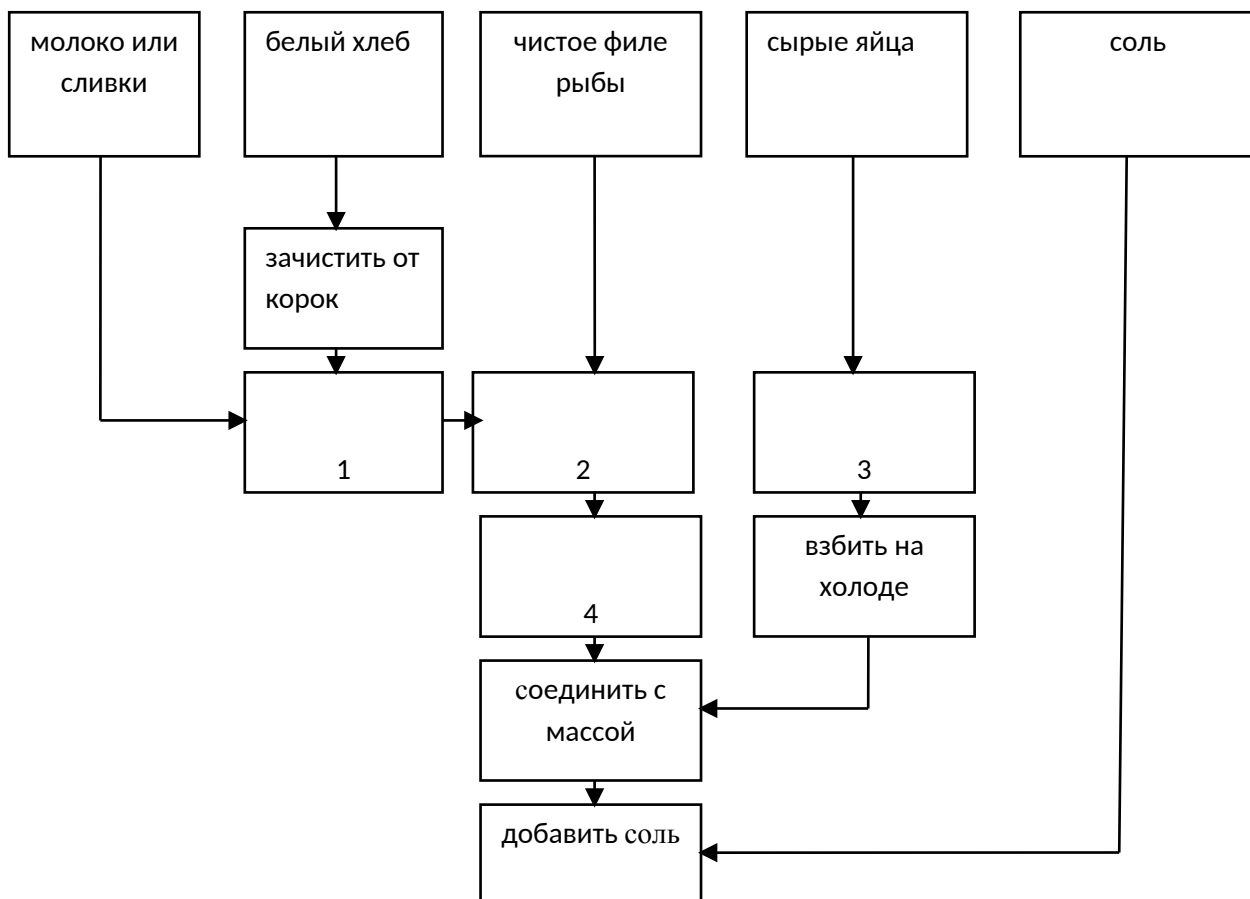 молоко или
сливки
белый хлеб
чистое филе
рыбы
сырые яйца
соль
зачистить от
корок
1
2
3
4
взбить на
холоде
соединить с
массой
добавить соль